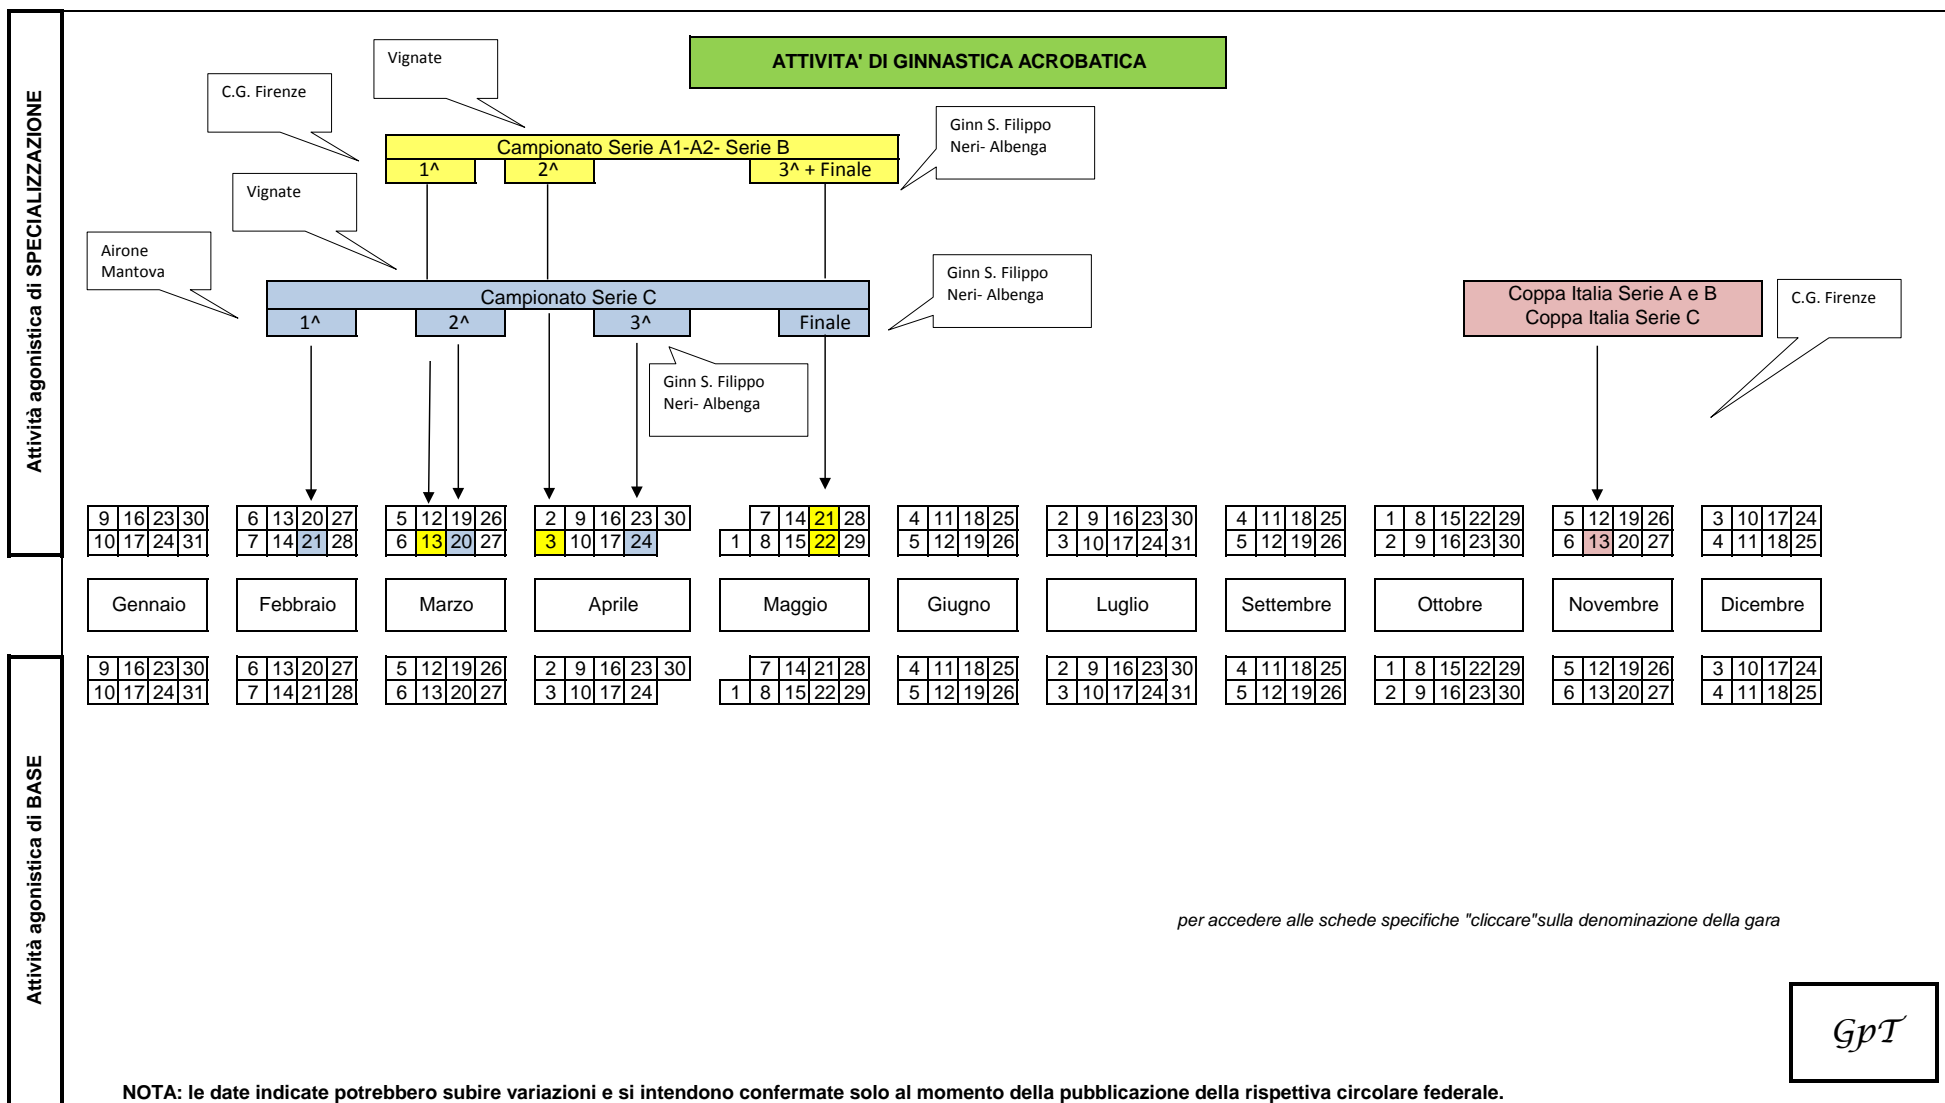 ATTIVITA' DI GINNASTICA ACROBATICA
Attività agonistica di SPECIALIZZAZIONE
Vignate
C.G. Firenze
Ginn S. Filippo
Neri- Albenga
Campionato Serie A1-A2- Serie B
1^ 2^ 3^ + Finale
Vignate
Airone
Mantova
Ginn S. Filippo
Neri- Albenga
Campionato Serie C
1^ 2^ 3^ Finale
Ginn S. Filippo
Neri- Albenga
Coppa Italia Serie A e B
Coppa Italia Serie C
C.G. Firenze
9 16 23 30 6 13 20 27 5 12 19 26 2 9 16 23 30 7 14 21 28 4 11 18 25 2 9 16 23 30 4 11 18 25 1 8 15 22 29 5 12 19 26 3 10 17 24
10 17 24 31 7 14 21 28 6 13 20 27 3 10 17 24 1 8 15 22 29 5 12 19 26 3 10 17 24 31 5 12 19 26 2 9 16 23 30 6 13 20 27 4 11 18 25
Gennaio Febbraio Marzo Aprile Maggio Giugno Luglio Settembre Ottobre Novembre Dicembre
9 16 23 30 6 13 20 27 5 12 19 26 2 9 16 23 30 7 14 21 28 4 11 18 25 2 9 16 23 30 4 11 18 25 1 8 15 22 29 5 12 19 26 3 10 17 24
10 17 24 31 7 14 21 28 6 13 20 27 3 10 17 24 1 8 15 22 29 5 12 19 26 3 10 17 24 31 5 12 19 26 2 9 16 23 30 6 13 20 27 4 11 18 25
Attività agonistica di BASE
per accedere alle schede specifiche "cliccare"sulla denominazione della gara
GpT
NOTA: le date indicate potrebbero subire variazioni e si intendono confermate solo al momento della pubblicazione della rispettiva circolare federale.